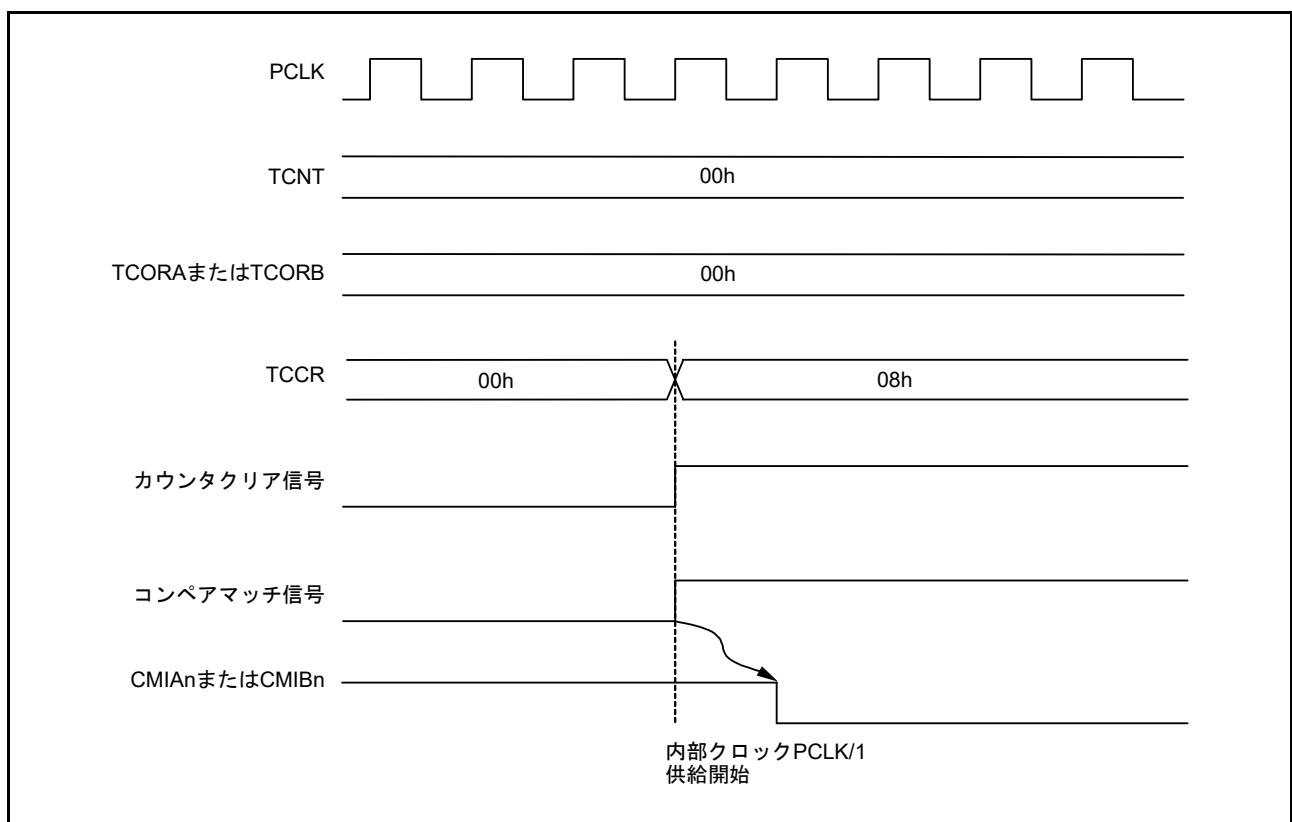 PCLK
TCNT
00h
TCORAまたはTCORB
00h
TCCR
00h
08h
カウンタクリア信号
コンペアマッチ信号
CMIAnまたはCMIBn
内部クロックPCLK/1
供給開始